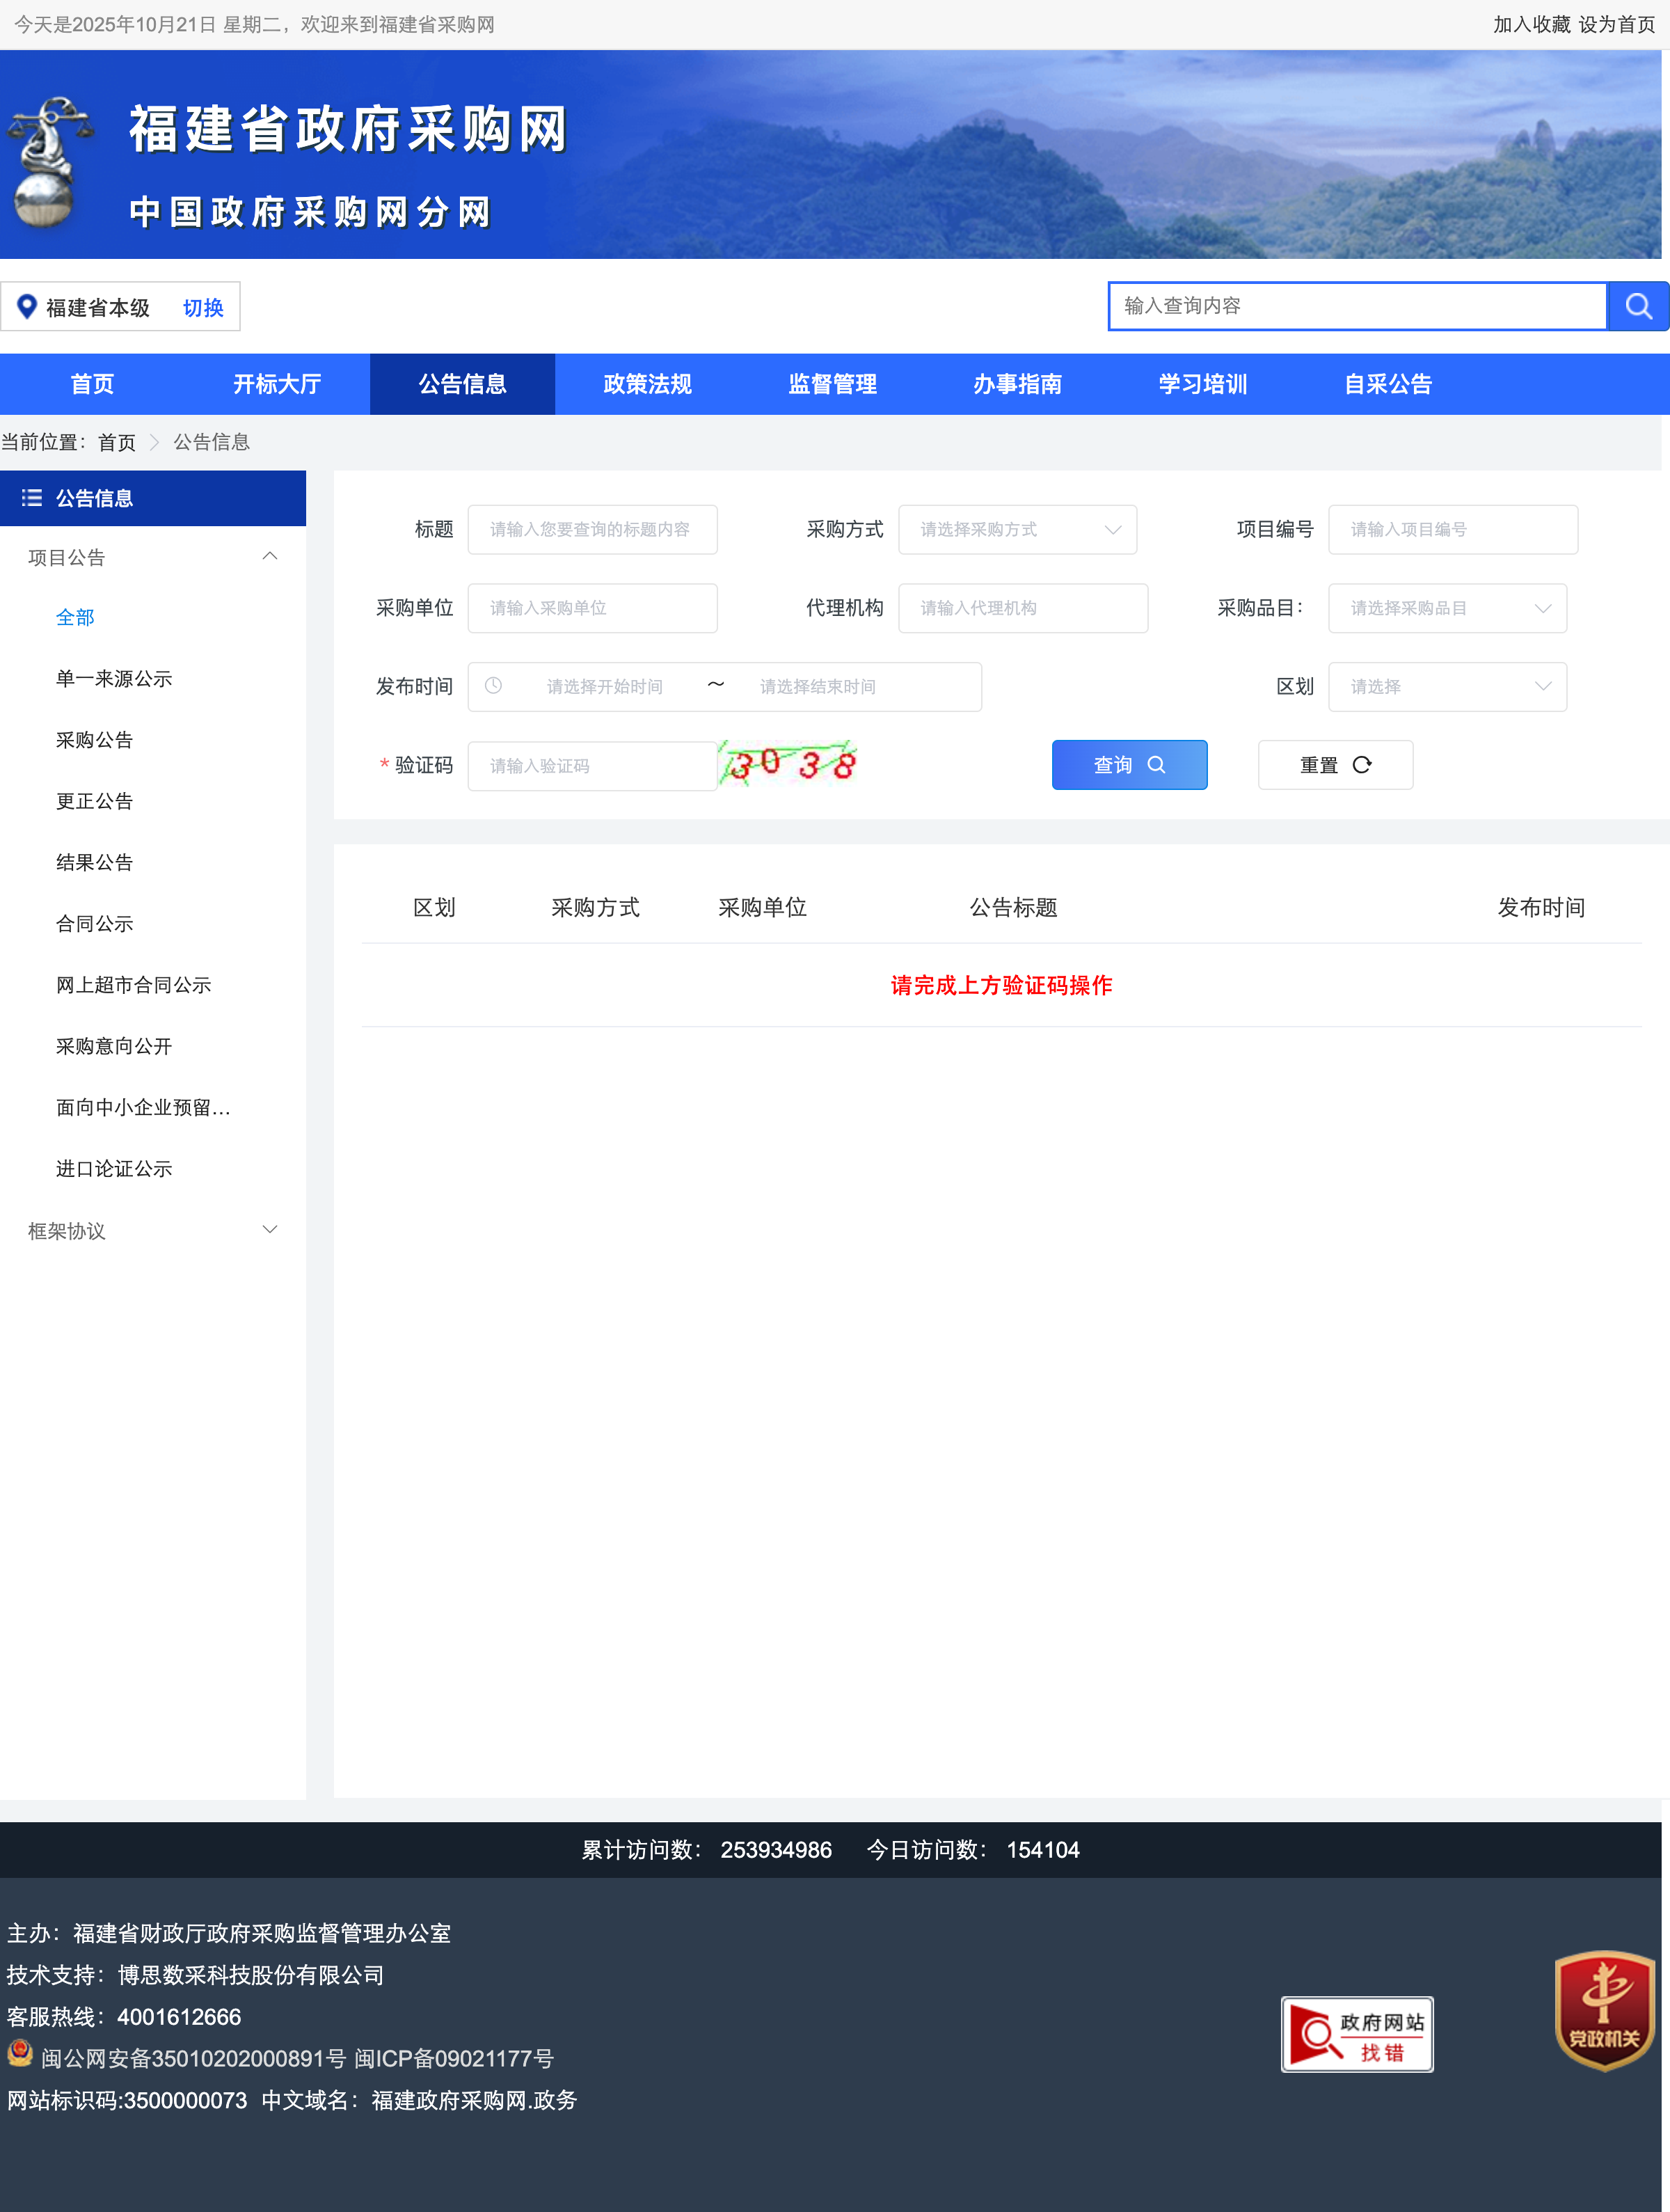 今天是2025年10月21日 星期二，欢迎来到福建省采购网
加入收藏 设为首页
福建省政府采购网
中国政府采购网分网
福建省本级 切换
输入查询内容
首页 开标大厅 公告信息 政策法规 监督管理 办事指南 学习培训 自采公告
当前位置： 首页 公告信息
公告信息
项目公告
全部
单一来源公示
采购公告
更正公告
结果公告
合同公示
网上超市合同公示
采购意向公开
面向中小企业预留...
进口论证公示
框架协议
标题 请输入您要查询的标题内容 采购方式 请选择采购方式 项目编号 请输入项目编号
采购单位 请输入采购单位 代理机构 请输入代理机构 采购品目： 请选择采购品目
发布时间 请选择开始时间 ～ 请选择结束时间 区划 请选择
* 验证码 请输入验证码 3038 查询 重置
区划 采购方式 采购单位 公告标题 发布时间
请完成上方验证码操作
累计访问数： 253934986 今日访问数： 154104
主办：福建省财政厅政府采购监督管理办公室
技术支持：博思数采科技股份有限公司
客服热线：4001612666
闽公网安备35010202000891号 闽ICP备09021177号
网站标识码:3500000073 中文域名：福建政府采购网.政务
政府网站
找错
党政机关